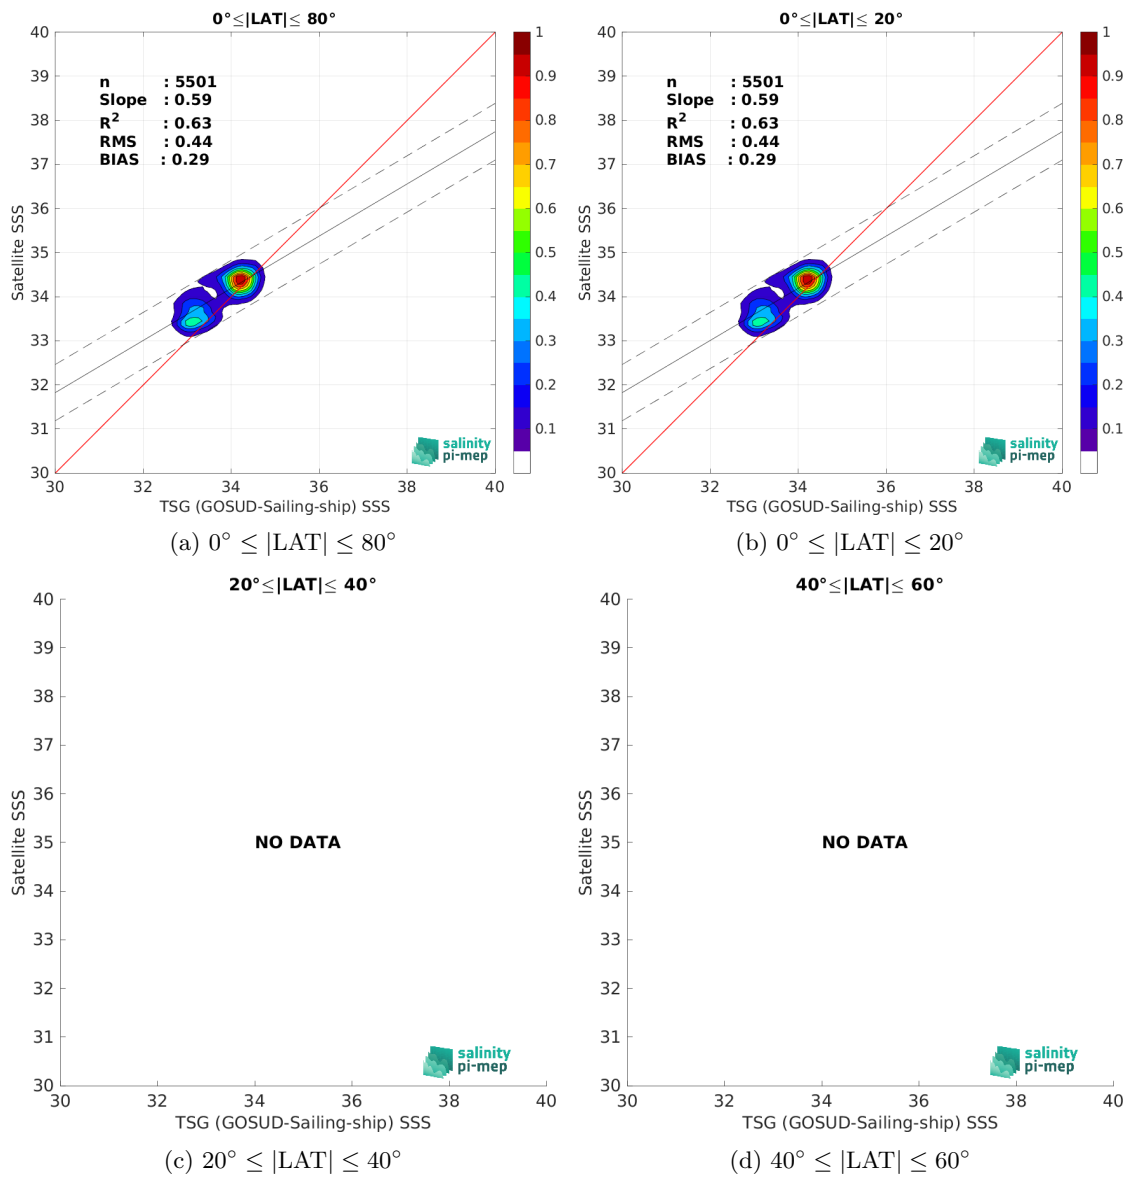 0°≤|LAT|≤ 80°
40
39
38
37
36
35
34
33
32
31
30
Satellite SSS
n : 5501
Slope : 0.59
R² : 0.63
RMS : 0.44
BIAS : 0.29
1
0.9
0.8
0.7
0.6
0.5
0.4
0.3
0.2
0.1
salinity
pi-mep
30 32 34 36 38 40
TSG (GOSUD-Sailing-ship) SSS
(a) 0° ≤ |LAT| ≤ 80°
0°≤|LAT|≤ 20°
40
39
38
37
36
35
34
33
32
31
30
Satellite SSS
n : 5501
Slope : 0.59
R² : 0.63
RMS : 0.44
BIAS : 0.29
1
0.9
0.8
0.7
0.6
0.5
0.4
0.3
0.2
0.1
salinity
pi-mep
30 32 34 36 38 40
TSG (GOSUD-Sailing-ship) SSS
(b) 0° ≤ |LAT| ≤ 20°
20°≤|LAT|≤ 40°
40
39
38
37
36
35
34
33
32
31
30
Satellite SSS
NO DATA
salinity
pi-mep
30 32 34 36 38 40
TSG (GOSUD-Sailing-ship) SSS
(c) 20° ≤ |LAT| ≤ 40°
40°≤|LAT|≤ 60°
40
39
38
37
36
35
34
33
32
31
30
Satellite SSS
NO DATA
salinity
pi-mep
30 32 34 36 38 40
TSG (GOSUD-Sailing-ship) SSS
(d) 40° ≤ |LAT| ≤ 60°